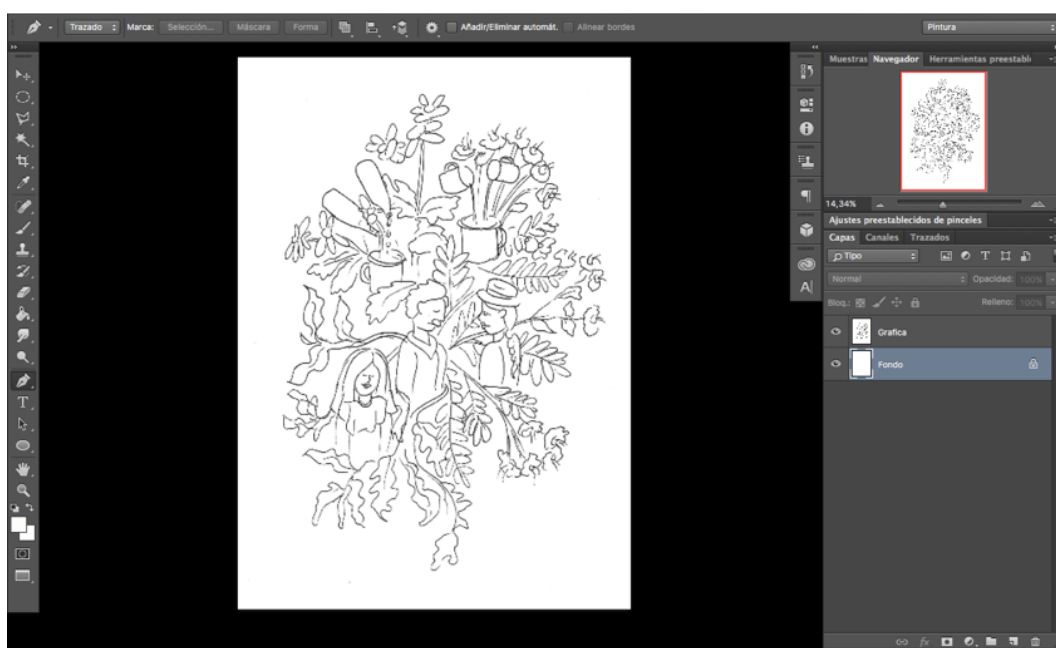 Trazado Marca: Selección... Máscara Forma Añadir/Eliminar automát. Alinear bordes Pintura
Muestras Navegador Herramientas preestabl
14,34%
Ajustes preestablecidos de pinceles
Capas Canales Trazados
Tipo
Normal Opacidad: 100%
Bloq.: Relleno: 100%
Grafica
Fondo